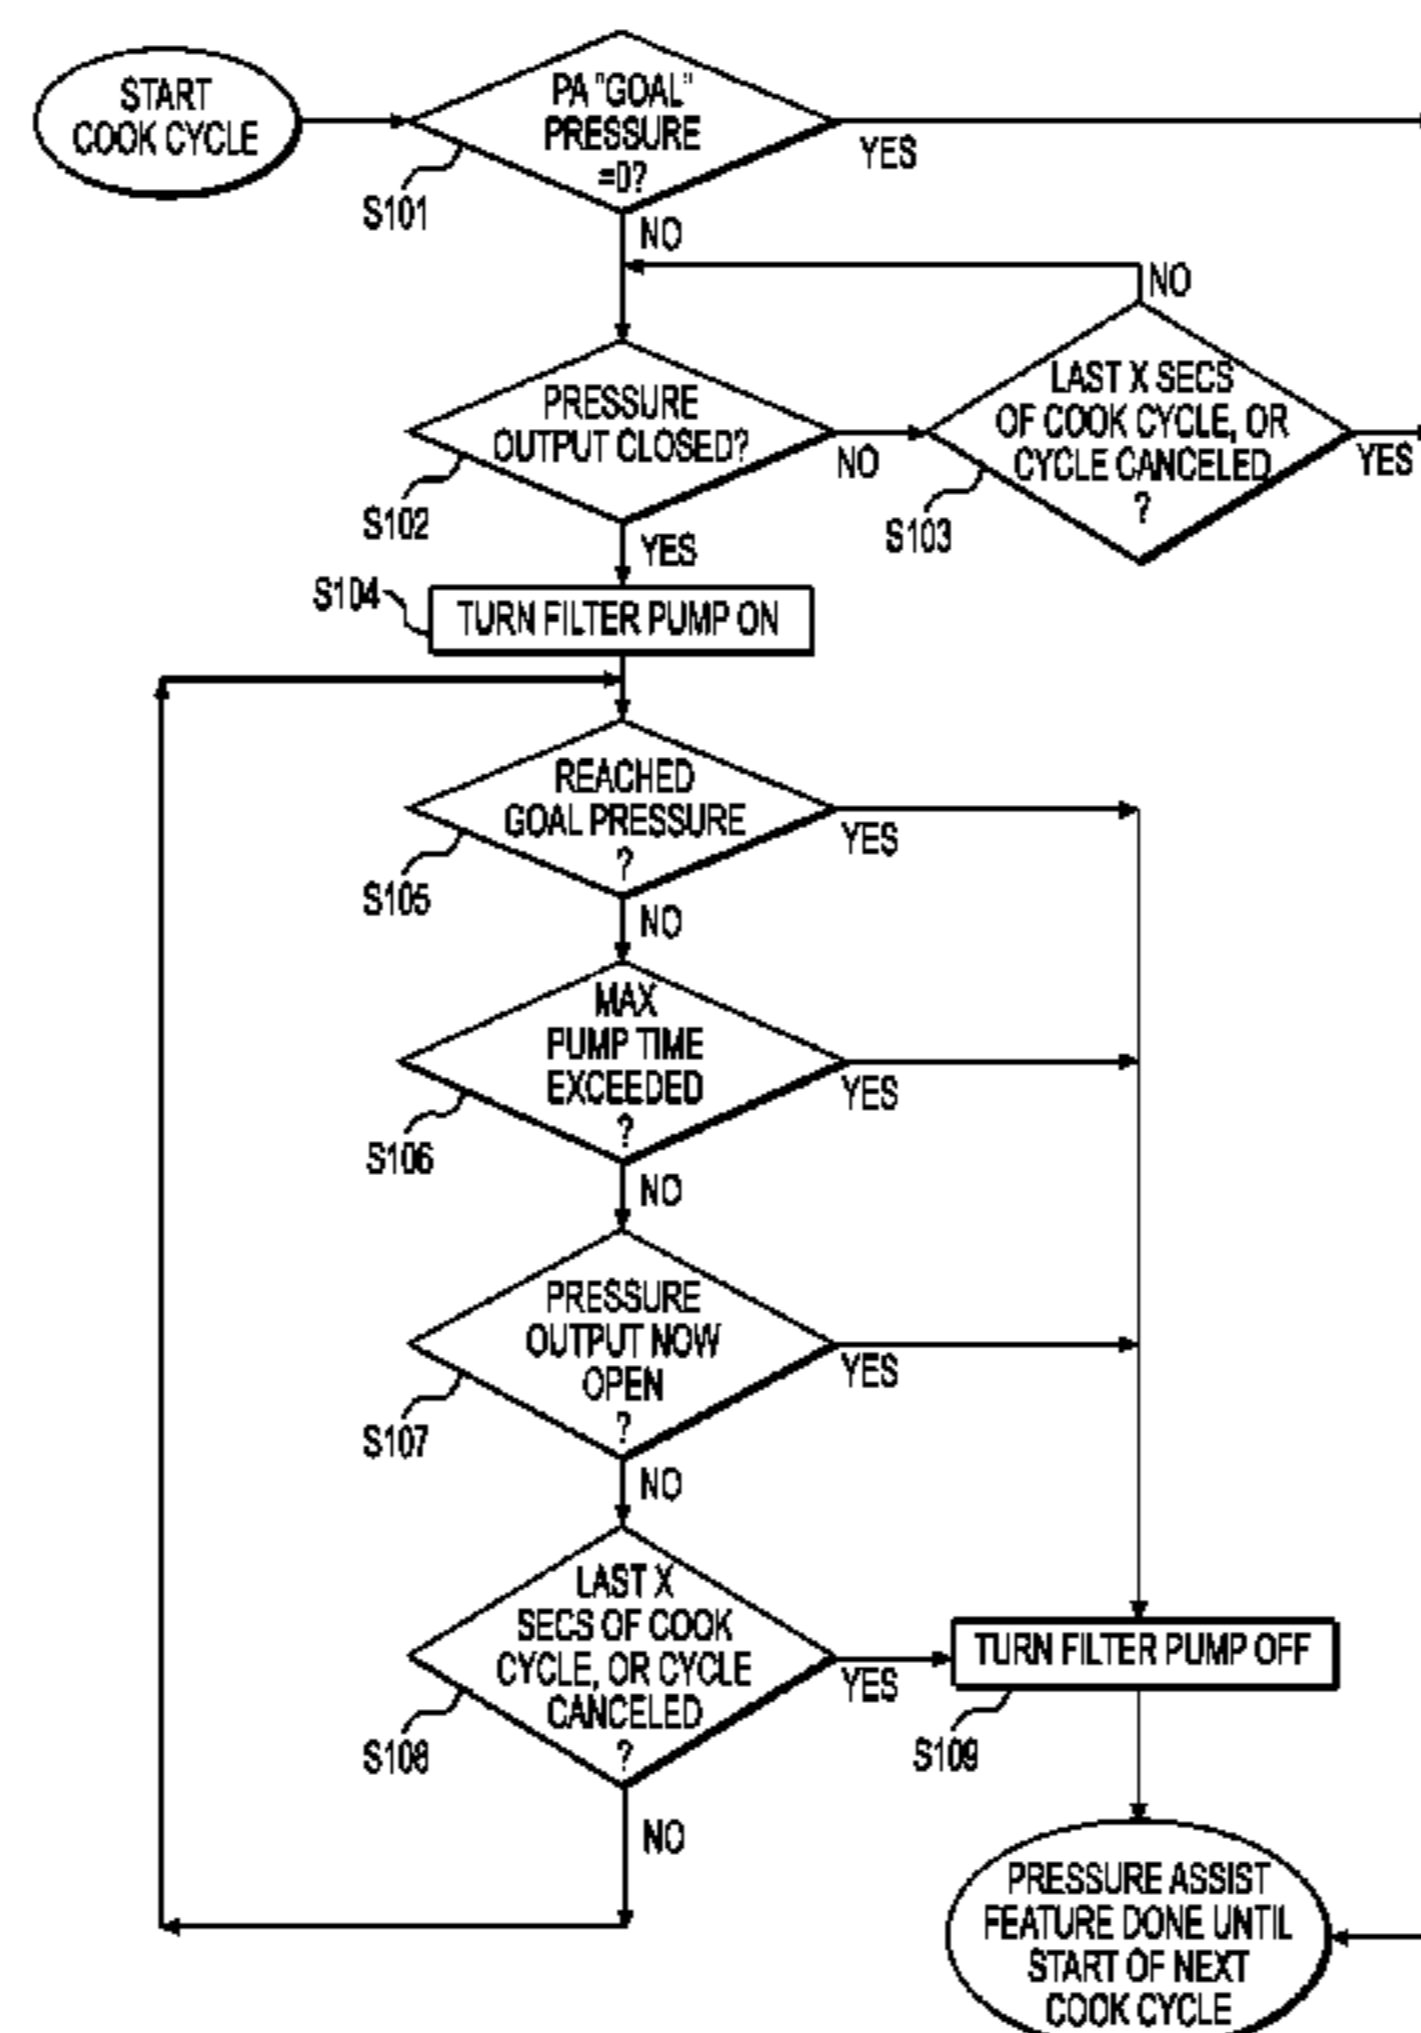 START
COOK CYCLE
PA "GOAL"
PRESSURE
=0?
YES
S101
NO
NO
PRESSURE
OUTPUT CLOSED?
NO
S102
LAST X SECS
OF COOK CYCLE, OR
CYCLE CANCELED
?
YES
S103
YES
S104
TURN FILTER PUMP ON
REACHED
GOAL PRESSURE
?
YES
S105
NO
MAX
PUMP TIME
EXCEEDED
?
YES
S106
NO
PRESSURE
OUTPUT NOW
OPEN
?
YES
S107
NO
LAST X
SECS OF COOK
CYCLE, OR CYCLE
CANCELED
?
YES
S108
TURN FILTER PUMP OFF
S109
NO
PRESSURE ASSIST
FEATURE DONE UNTIL
START OF NEXT
COOK CYCLE